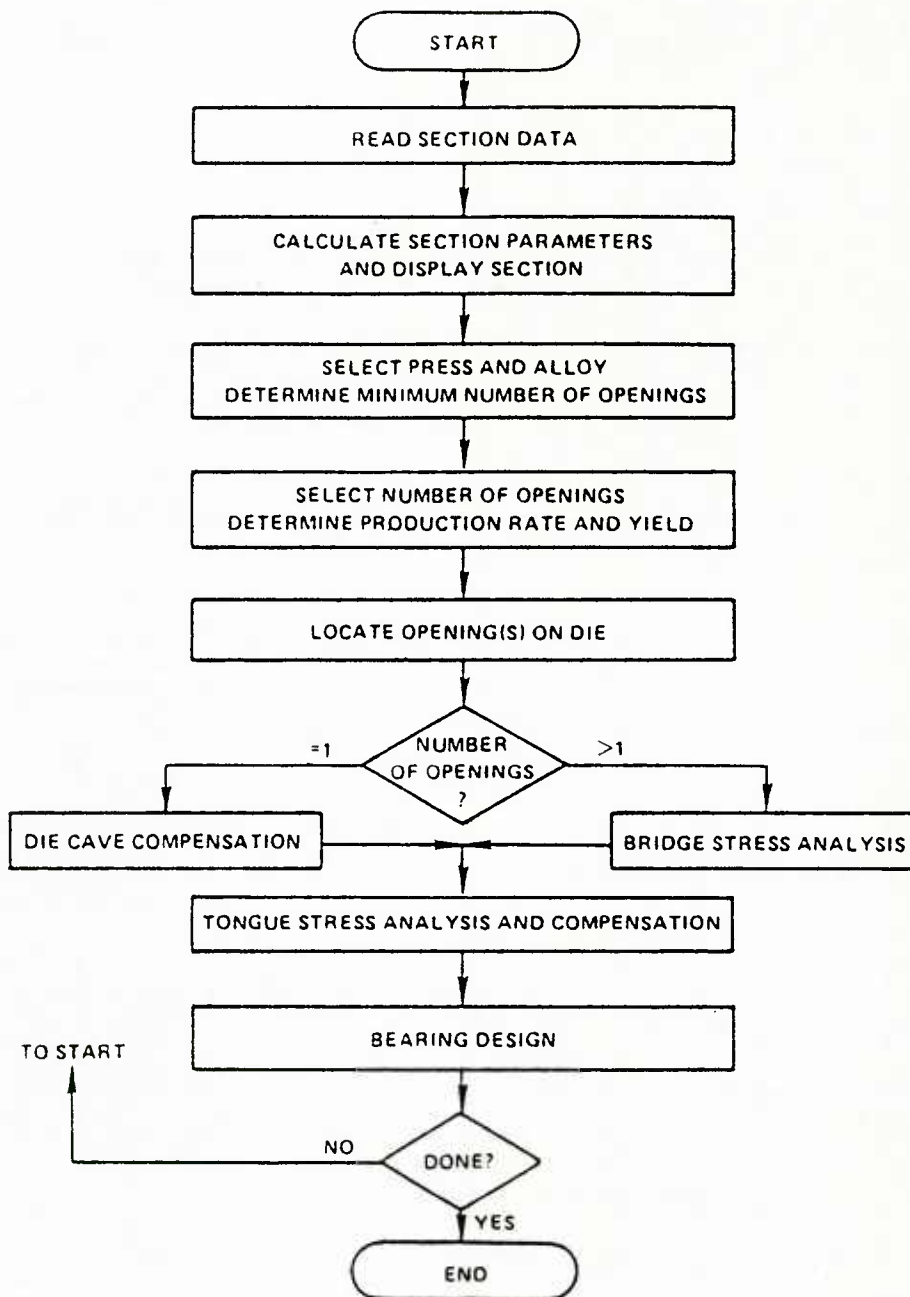 START
READ SECTION DATA
CALCULATE SECTION PARAMETERS
AND DISPLAY SECTION
SELECT PRESS AND ALLOY
DETERMINE MINIMUM NUMBER OF OPENINGS
SELECT NUMBER OF OPENINGS
DETERMINE PRODUCTION RATE AND YIELD
LOCATE OPENING(S) ON DIE
=1
NUMBER
OF OPENINGS
?
>1
DIE CAVE COMPENSATION
BRIDGE STRESS ANALYSIS
TONGUE STRESS ANALYSIS AND COMPENSATION
BEARING DESIGN
TO START
NO
DONE?
YES
END